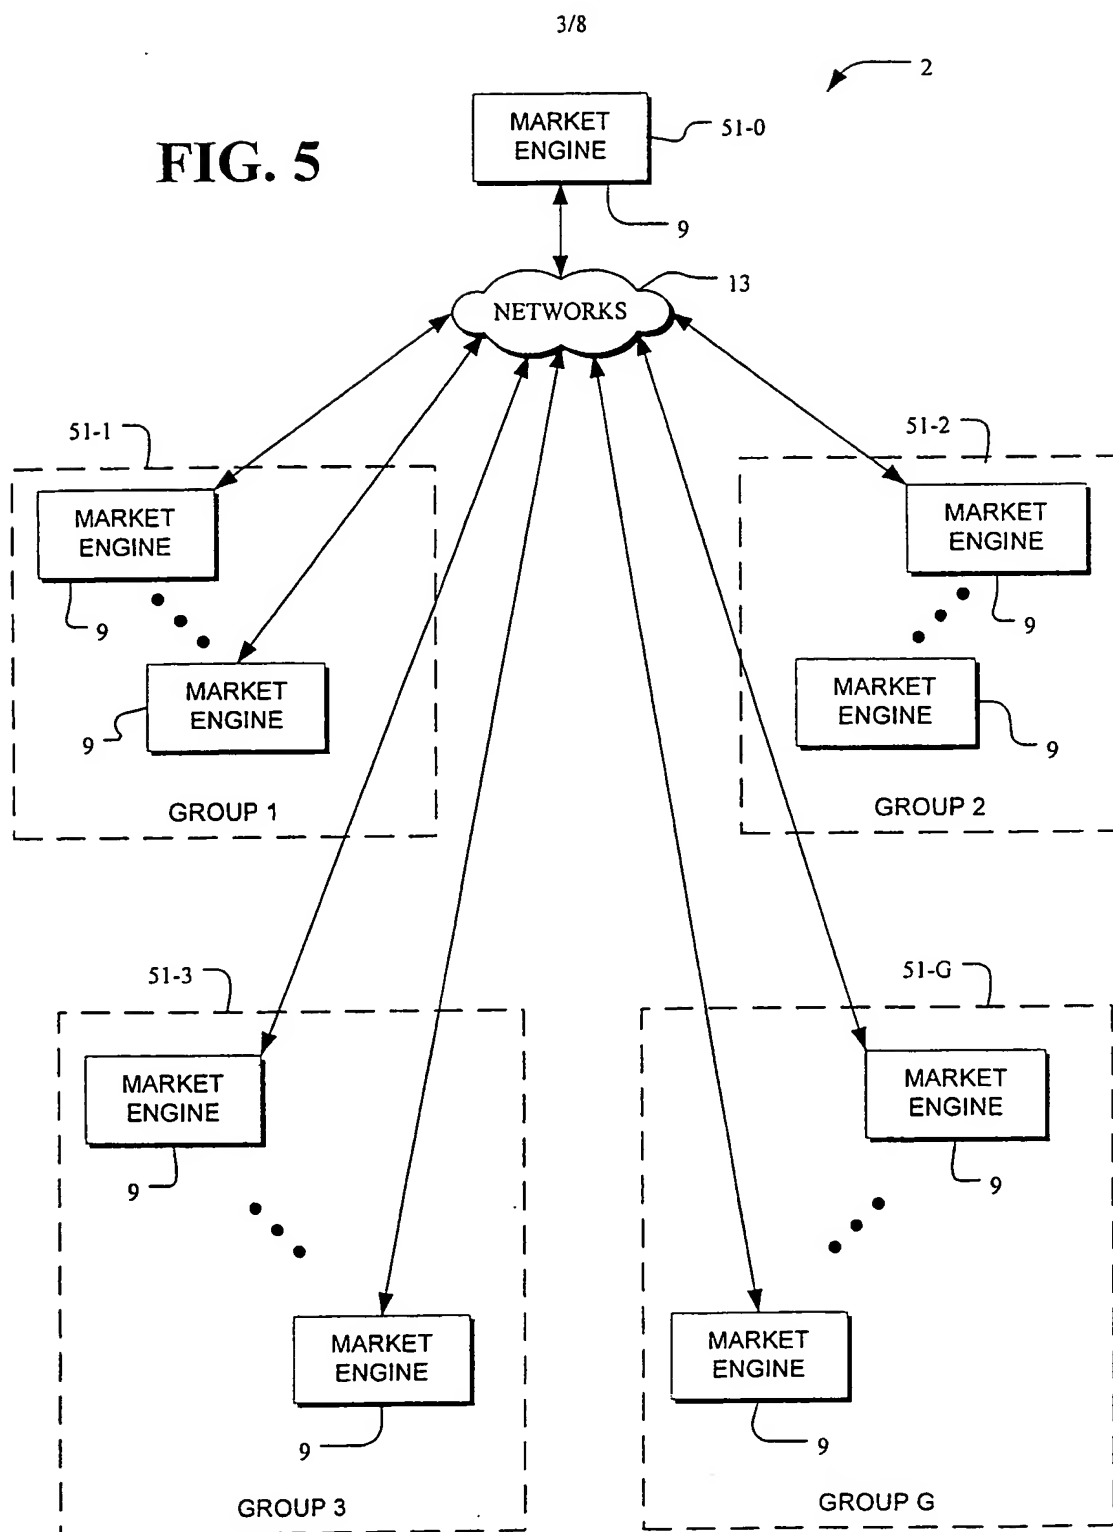 3/8
2
FIG. 5
MARKET
ENGINE
51-0
9
13
NETWORKS
51-1
MARKET
ENGINE
9
MARKET
ENGINE
9
GROUP 1
51-2
MARKET
ENGINE
9
MARKET
ENGINE
9
GROUP 2
51-3
MARKET
ENGINE
9
MARKET
ENGINE
9
GROUP 3
51-G
MARKET
ENGINE
9
MARKET
ENGINE
9
GROUP G